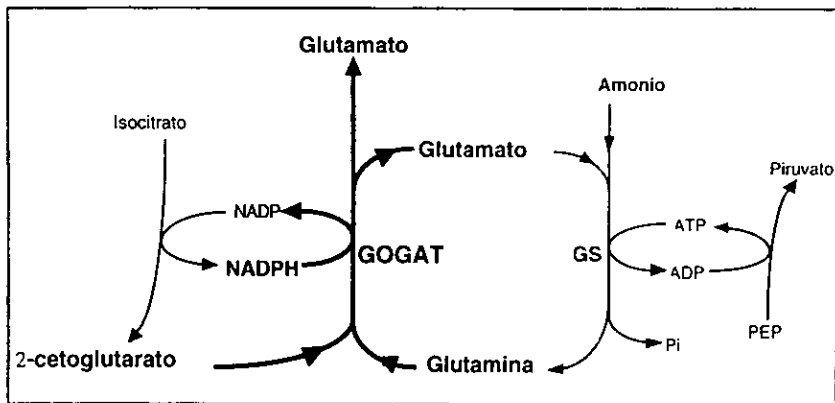 Glutamato
Amonio
Isocitrato
Glutamato
Piruvato
NADP
ATP
GOGAT
GS
NADPH
ADP
2-cetoglutarato
Glutamina
Pi
PEP